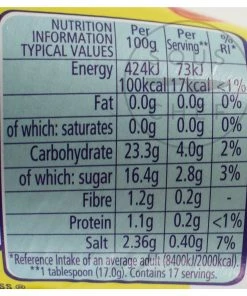 NUTRITION INFORMATION TYPICAL VALUES Per 100g Per Serving** % RI*
Energy 424kJ 73kJ
100kcal 17kcal <1%
Fat 0.0g 0.0g 0%
of which: saturates 0.0g 0.0g 0%
Carbohydrate 23.3g 4.0g 2%
of which: sugar 16.4g 2.8g 3%
Fibre 1.2g 0.2g -
Protein 1.1g 0.2g <1%
Salt 2.36g 0.40g 7%
*Reference Intake of an average adult (8400kJ/2000kcal).
**1 tablespoon (17.0g). Contains 17 servings.